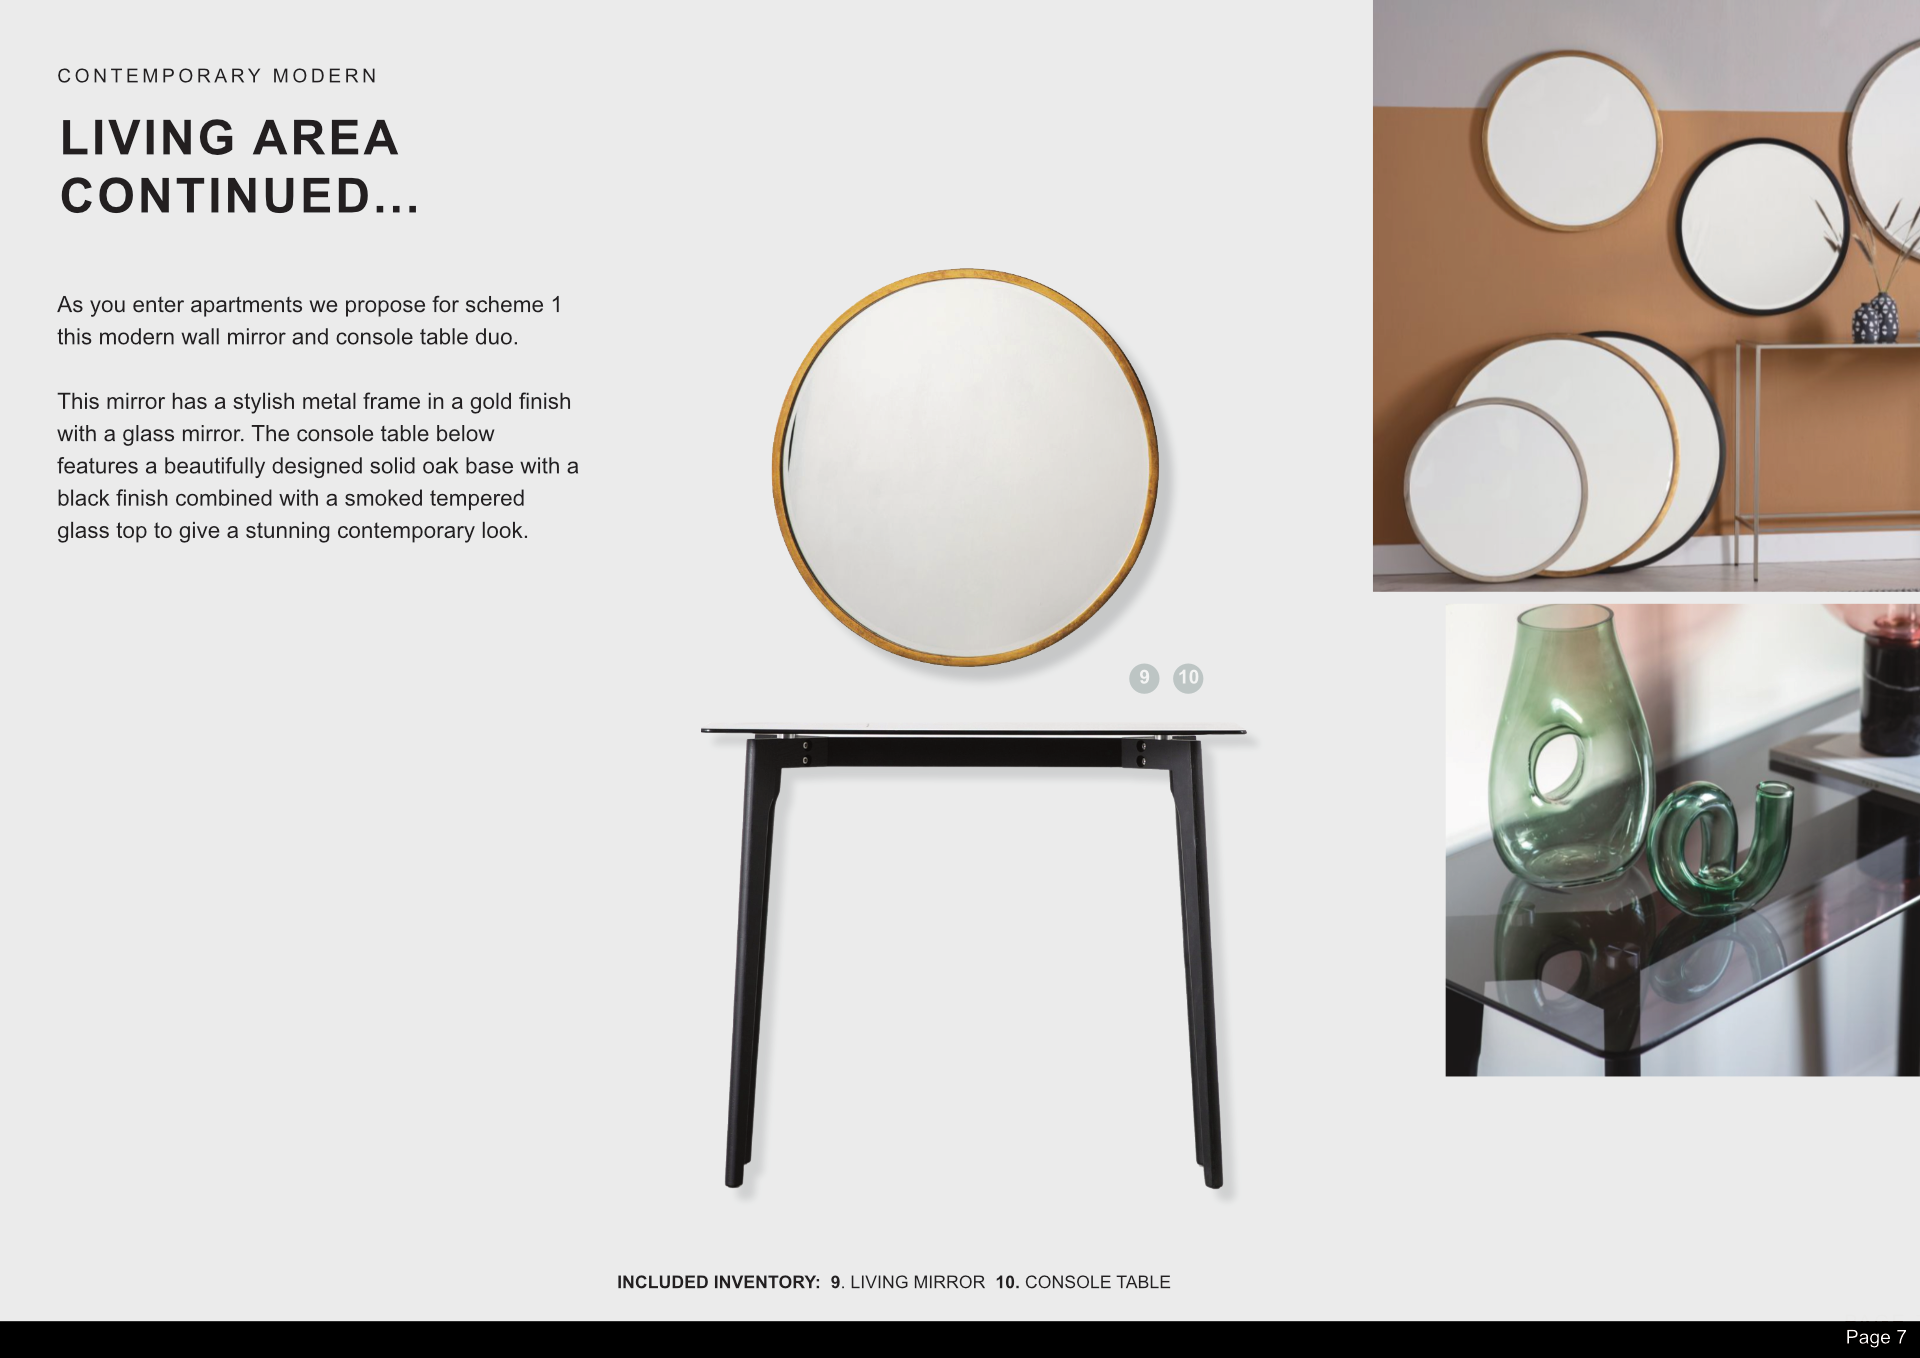 CONTEMPORARY MODERN
LIVING AREA
CONTINUED...
As you enter apartments we propose for scheme 1
this modern wall mirror and console table duo.
This mirror has a stylish metal frame in a gold finish
with a glass mirror. The console table below
features a beautifully designed solid oak base with a
black finish combined with a smoked tempered
glass top to give a stunning contemporary look.
9 10
INCLUDED INVENTORY: 9. LIVING MIRROR 10. CONSOLE TABLE
Page 7